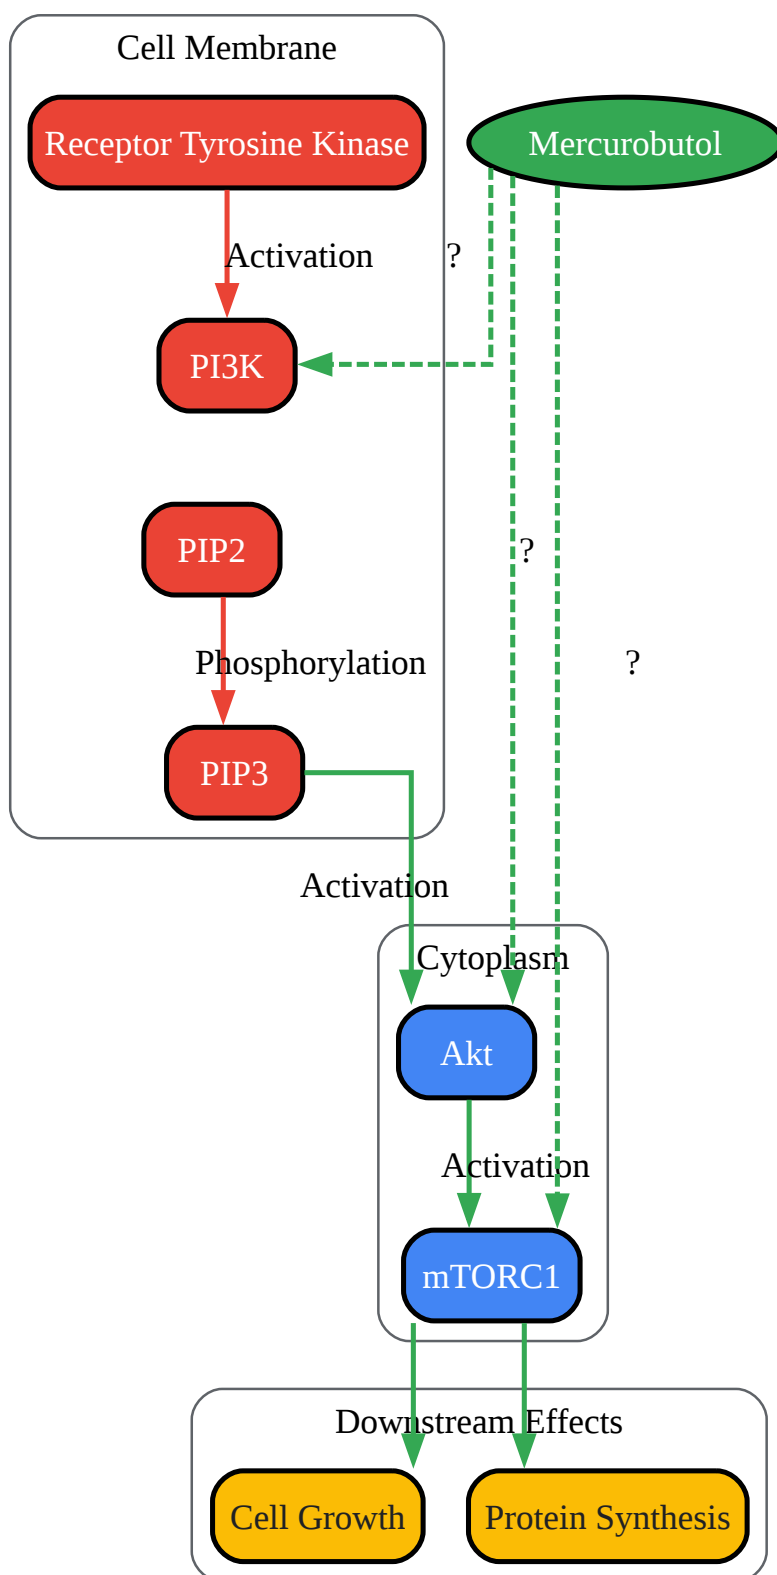 Cell Membrane
Receptor Tyrosine Kinase
Mercurobutol
Activation
?
PI3K
PIP2
?
Phosphorylation
?
PIP3
Activation
Cytoplasm
Akt
Activation
mTORC1
Downstream Effects
Cell Growth
Protein Synthesis